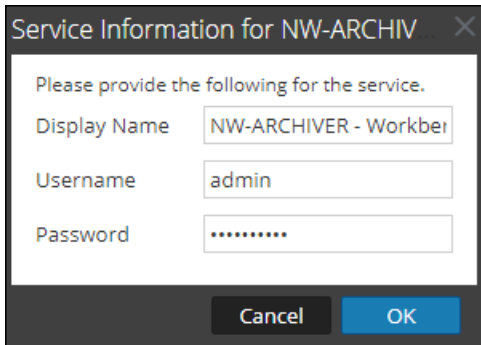 Service Information for NW-ARCHIV...
Please provide the following for the service.
Display Name NW-ARCHIVER - Workber
Username admin
Password ••••••••••
Cancel OK